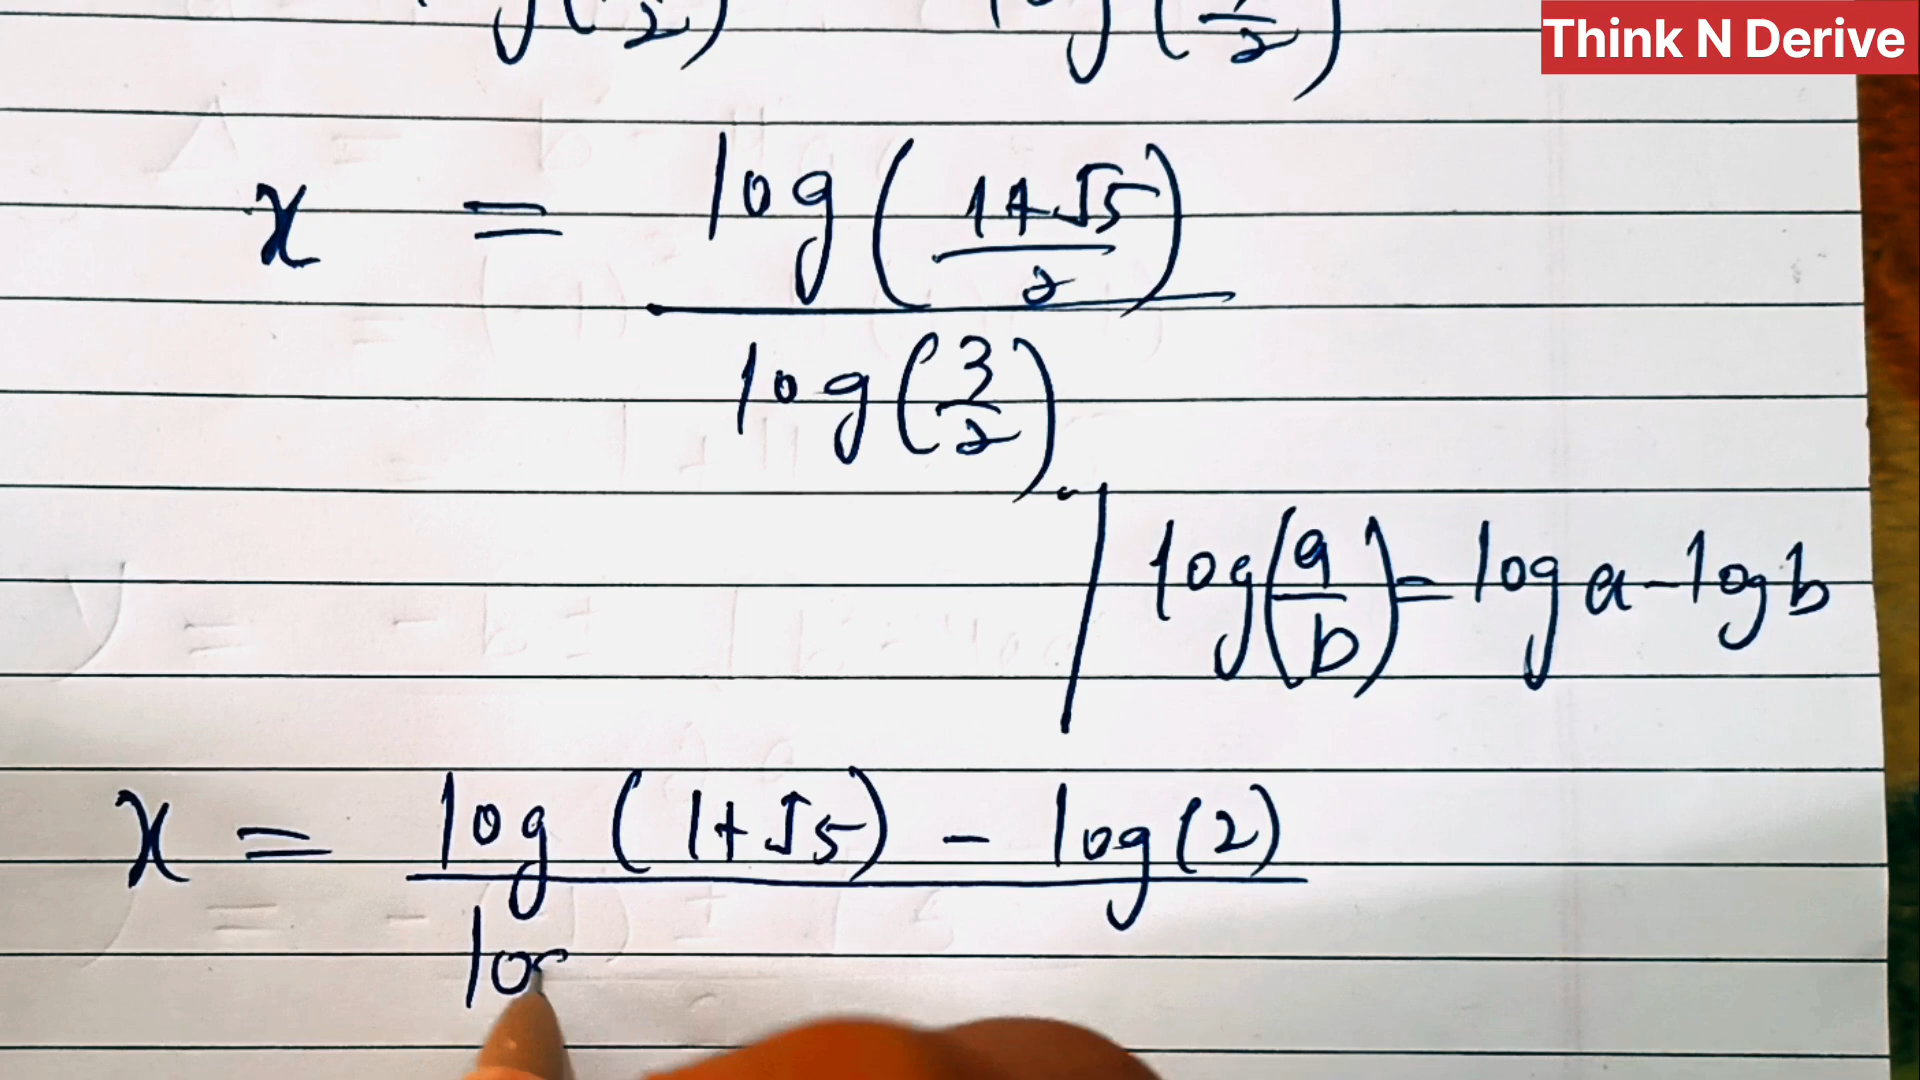 Think N Derive
x = log((1+√5)/2) / log(3/2)
log(a/b) = log a - log b
x = (log (1+√5) - log(2)) / lo